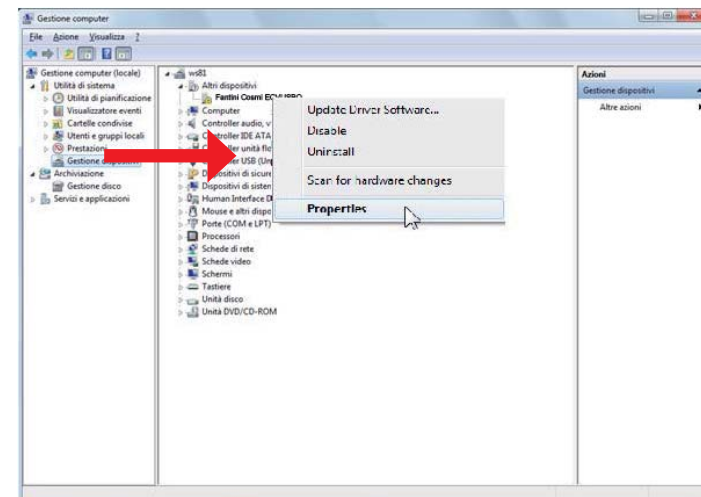 Gestione computer
File Azione Visualizza ?
Gestione computer (locale)
Utilità di sistema
Utilità di pianificazione
Visualizzatore eventi
Cartelle condivise
Utenti e gruppi locali
Prestazioni
Gestione
Archiviazione
Gestione disco
Servizi e applicazioni
ws81
Altri dispositivi
Fantini Cosmi
Computer
Controller audio, v
Controller IDE ATA
Controller unità
USB
Dispositivi di
Dispositivi di
Human Interface D
Mouse e altri
Porte (COM e LPT)
Processori
Schede di rete
Schede video
Schermi
Tastiere
Unità disco
Unità DVD/CD-ROM
Update Driver Software...
Disable
Uninstall
Scan for hardware changes
Properties
Azioni
Gestione dispositivi
Altre azioni